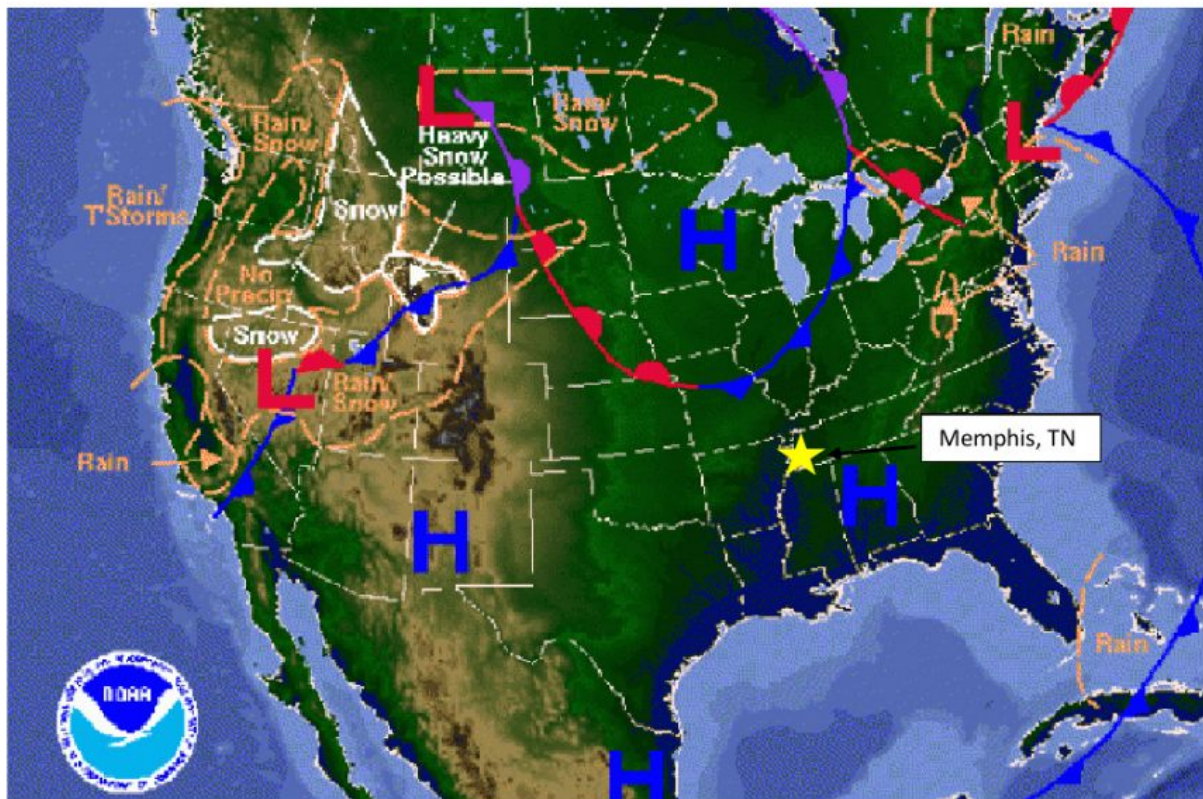 Rain
L
L
Rain/
Snow
Heavy
Snow
Possible
Rain/
Snow
Rain/
T'Storms
Snow
H
No
Precip
Snow
Rain
L
Rain/
Snow
Memphis, TN
Rain
H
H
Rain
NOAA
H